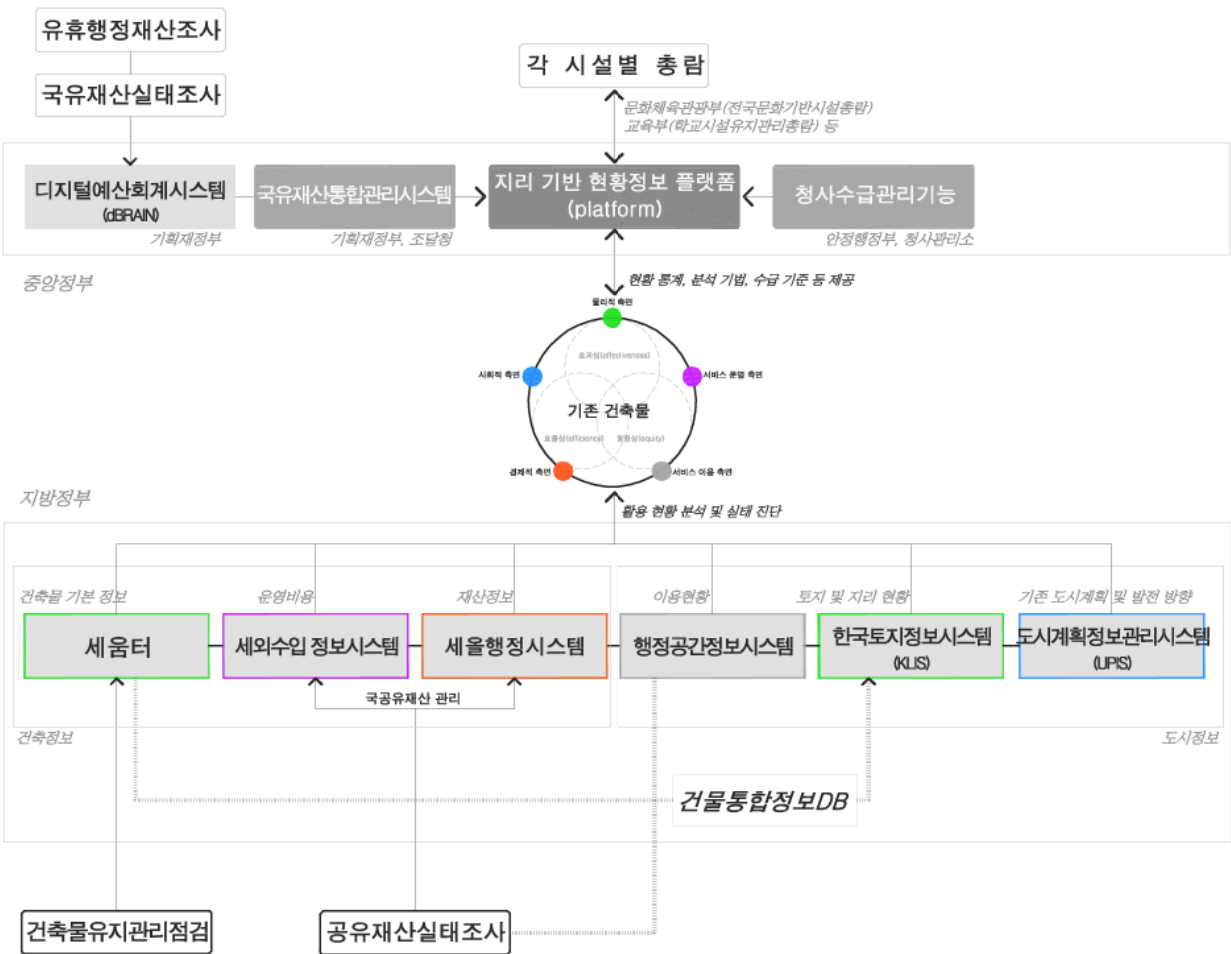 유휴행정재산조사
국유재산실태조사
각 시설별 총람
문화체육관광부(전국문화기반시설총람)
교육부(학교시설유지관리총람) 등
디지털예산회계시스템
(dBRAIN)
국유재산통합관리시스템
지리 기반 현황정보 플랫폼
(platform)
청사수급관리기능
기획재정부
기획재정부, 조달청
안정행정부, 청사관리소
중앙정부
현황 통계, 분석 기법, 수급 기준 등 제공
물리적 측면
효과성(effectiveness)
사회적 측면
서비스 운영 측면
기존 건축물
효율성(efficience)
형평성(equity)
경제적 측면
서비스 이용 측면
지방정부
활용 현황 분석 및 실태 진단
건축물 기본 정보
운영비용
재산정보
이용현황
토지 및 지리 현황
기존 도시계획 및 발전 방향
세움터
세외수입 정보시스템
세올행정시스템
행정공간정보시스템
한국토지정보시스템
(KLIS)
도시계획정보관리시스템
(UPIS)
국공유재산 관리
건축정보
도시정보
건물통합정보DB
건축물유지관리점검
공유재산실태조사